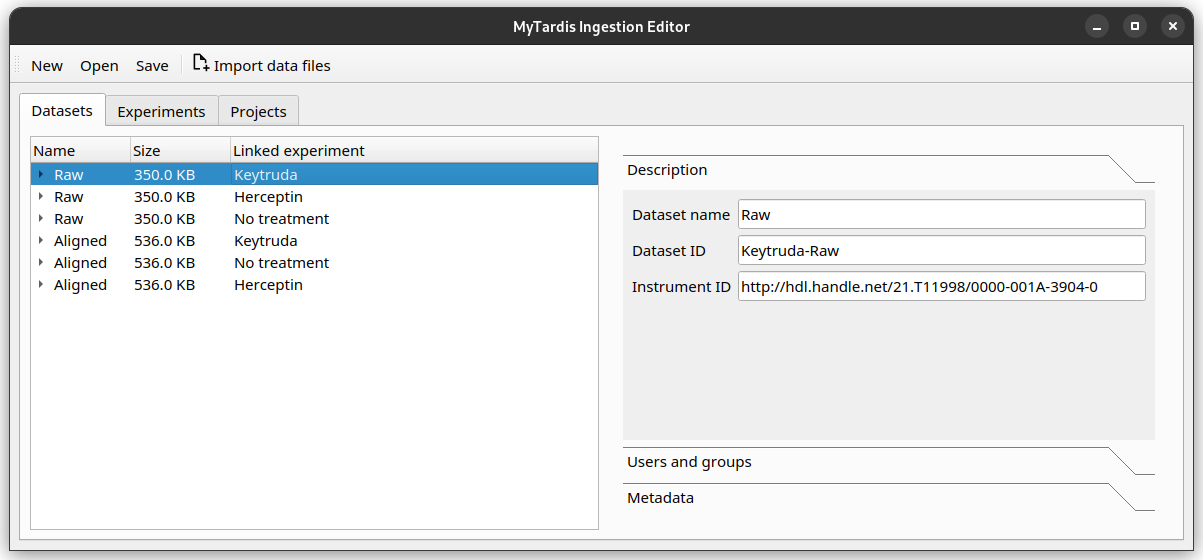 MyTardis Ingestion Editor
New Open Save Import data files
Datasets Experiments Projects
Name Size Linked experiment
Raw 350.0 KB Keytruda
Raw 350.0 KB Herceptin
Raw 350.0 KB No treatment
Aligned 536.0 KB Keytruda
Aligned 536.0 KB No treatment
Aligned 536.0 KB Herceptin
Description
Dataset name Raw
Dataset ID Keytruda-Raw
Instrument ID http://hdl.handle.net/21.T11998/0000-001A-3904-0
Users and groups
Metadata